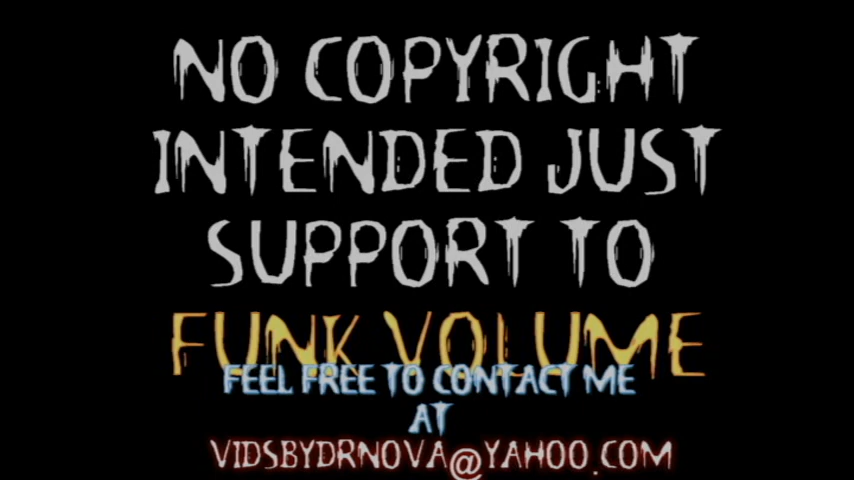 NO COPYRIGHT
INTENDED JUST
SUPPORT TO
FUNK VOLUME
FEEL FREE TO CONTACT ME
AT
VIDSBYDRNOVA@YAHOO.COM